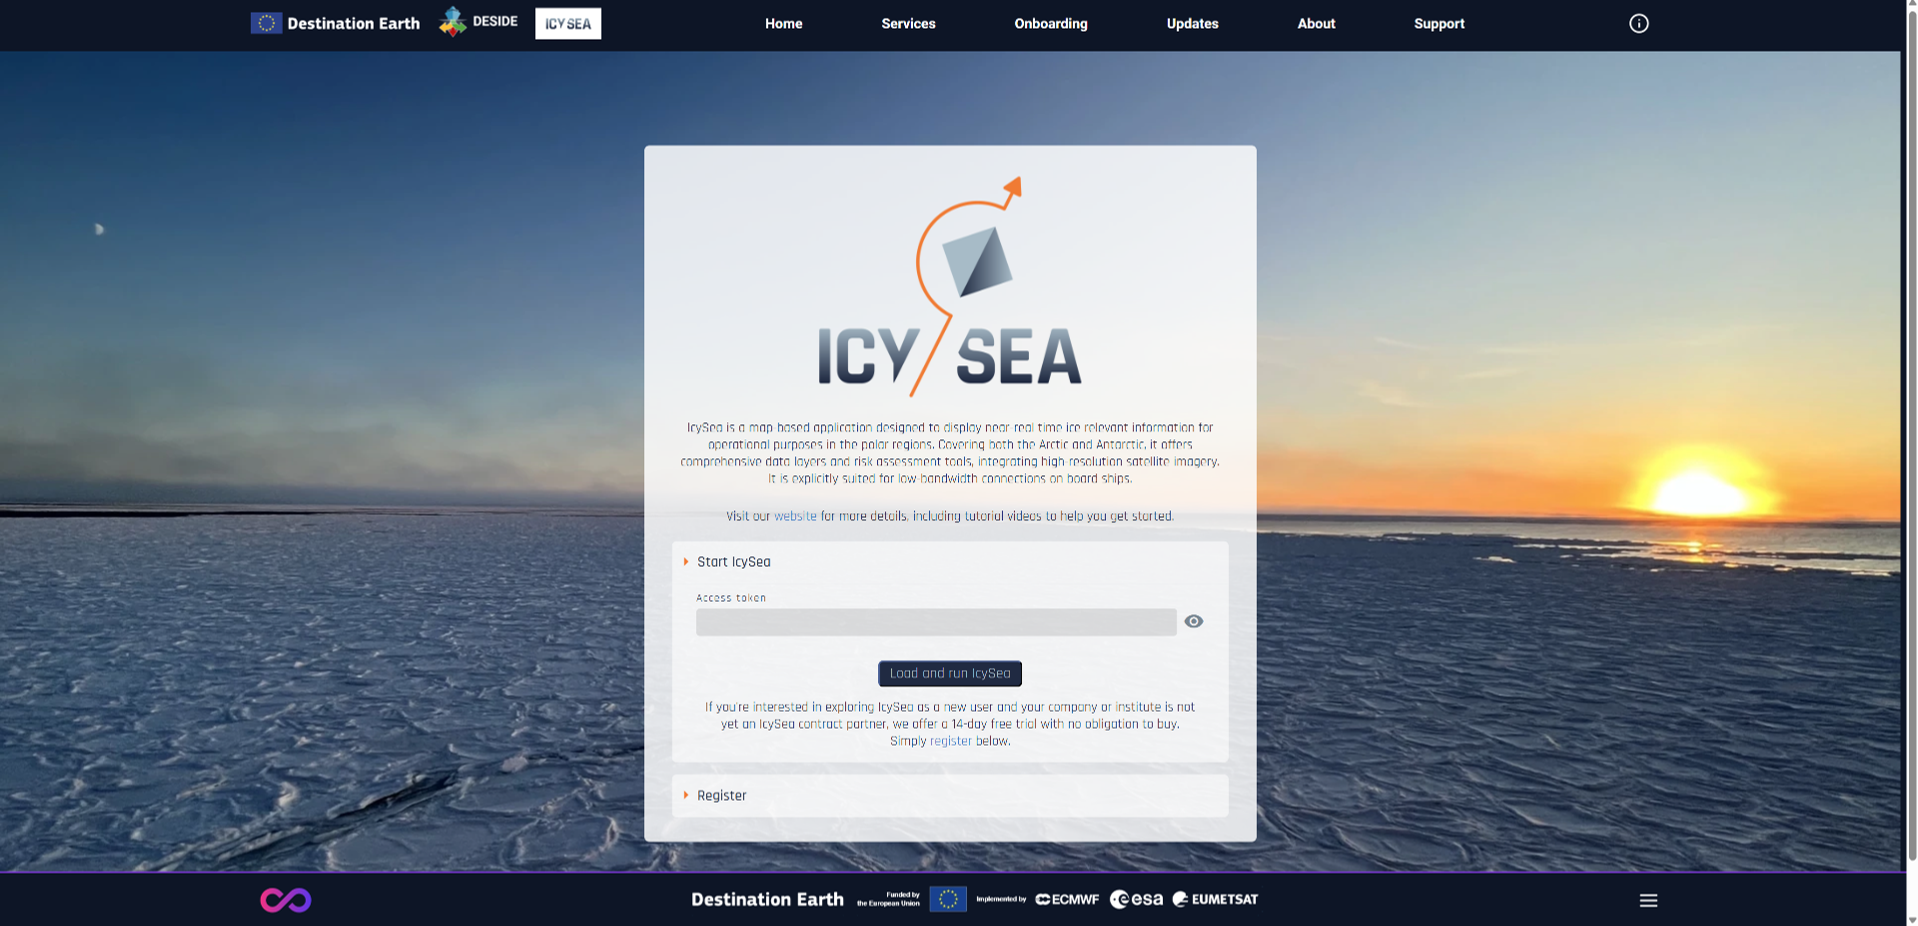 Destination Earth
DESIDE
ICY SEA
Home
Services
Onboarding
Updates
About
Support
ICY SEA
IcySea is a map-based application designed to display near-real time ice relevant information for
operational purposes in the polar regions. Covering both the Arctic and Antarctic, it offers
comprehensive data layers and risk assessment tools, integrating high-resolution satellite imagery.
It is explicitly suited for low-bandwidth connections on board ships.
Visit our website for more details, including tutorial videos to help you get started.
Start IcySea
Access token
Load and run IcySea
If you're interested in exploring IcySea as a new user and your company or institute is not
yet an IcySea contract partner, we offer a 14-day free trial with no obligation to buy.
Simply register below.
Register
Destination Earth
Funded by
the European Union
Implemented by
ECMWF
esa
EUMETSAT